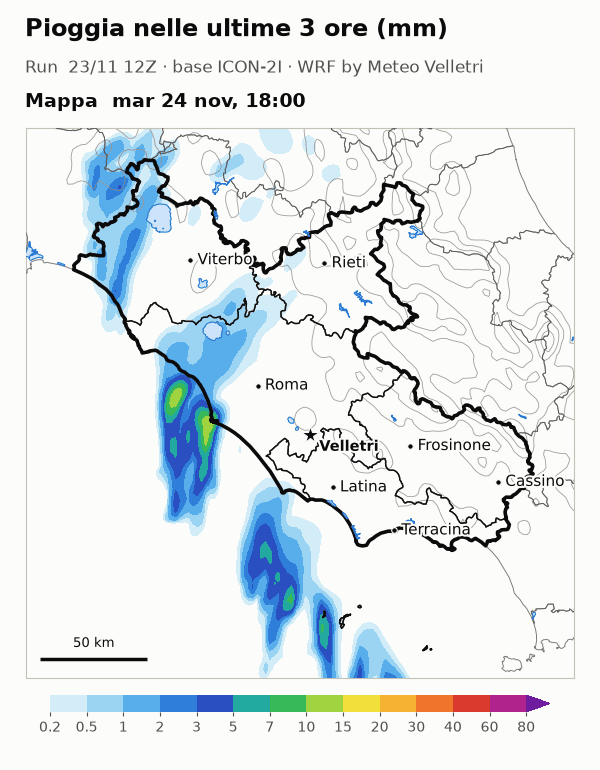 Pioggia nelle ultime 3 ore (mm)
Run  23/11 12Z · base ICON-2I · WRF by Meteo Velletri
Mappa  mar 24 nov, 18:00
Viterbo
Rieti
Roma
Velletri
Frosinone
Latina
Cassino
Terracina
50 km
0.2 0.5 1 2 3 5 7 10 15 20 30 40 60 80